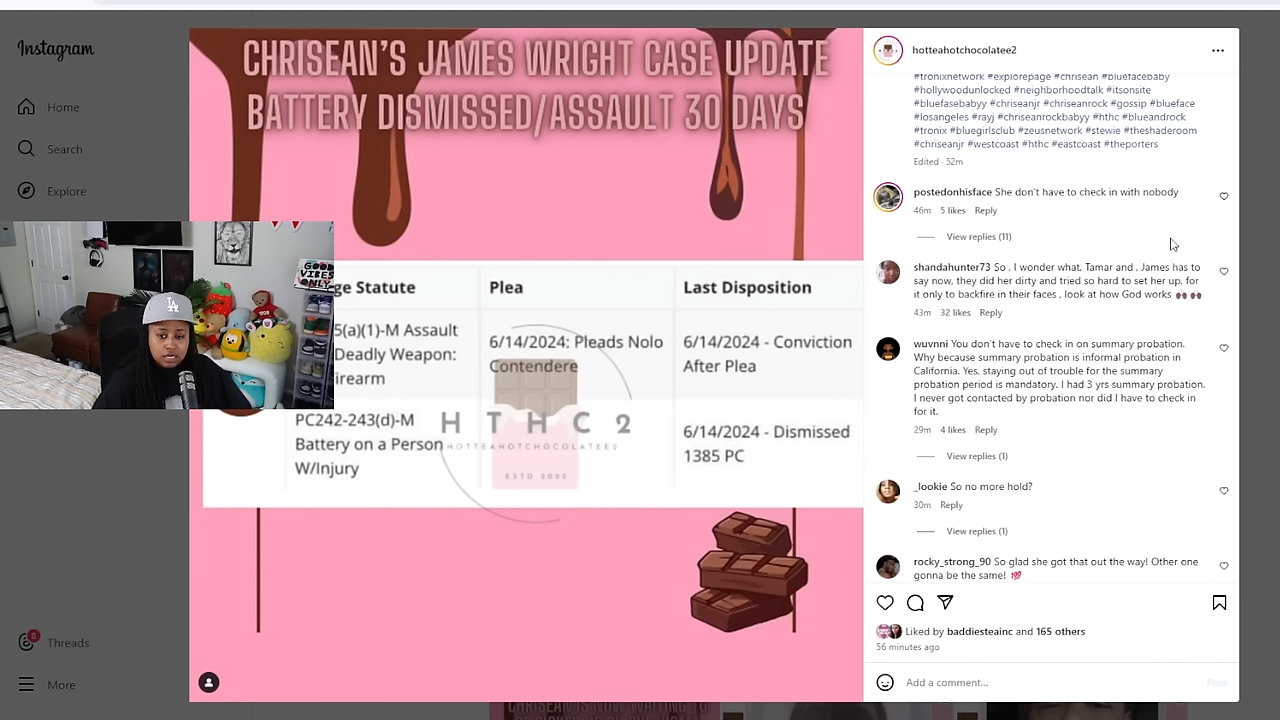 Instagram
Home
Search
Explore
8
Threads
More
CHRISEAN'S JAMES WRIGHT CASE UPDATE
BATTERY DISMISSED/ASSAULT 30 DAYS
LA
GOOD
VIBES
ONLY
ge Statute
Plea
Last Disposition
5(a)(1)-M Assault
Deadly Weapon:
irearm
6/14/2024: Pleads Nolo
Contendere
6/14/2024 - Conviction
After Plea
PC242-243(d)-M
Battery on a Person
W/Injury
6/14/2024 - Dismissed
1385 PC
HTHC2
HOTTEAHOTCHOCOLATEES
ESTD 2022
hotteahotchocolatee2
#tronixnetwork #explorepage #chrisean #bluefacebaby
#hollywoodunlocked #neighborhoodtalk #itsonsite
#bluefasebabyy #chriseanjr #chriseanrock #gossip #blueface
#losangeles #rayj #chriseanrockbabyy #hthc #blueandrock
#tronix #bluegirlsclub #zeusnetwork #stewie #theshaderoom
#chriseanjr #westcoast #hthc #eastcoast #theporters
Edited · 52m
postedonhisface She don't have to check in with nobody
46m 5 likes Reply
View replies (11)
shandahunter73 So , I wonder what, Tamar and , James has to
say now, they did her dirty and tried so hard to set her up, for
it only to backfire in their faces , look at how God works 🙌🏿🙌🏿
43m 32 likes Reply
wuvnni You don't have to check in on summary probation.
Why because summary probation is informal probation in
California. Yes, staying out of trouble for the summary
probation period is mandatory. I had 3 yrs summary probation.
I never got contacted by probation nor did I have to check in
for it.
29m 4 likes Reply
View replies (1)
_lookie So no more hold?
30m Reply
View replies (1)
rocky_strong_90 So glad she got that out the way! Other one
gonna be the same! 💯
Liked by baddiesteainc and 165 others
56 minutes ago
Add a comment...
Post